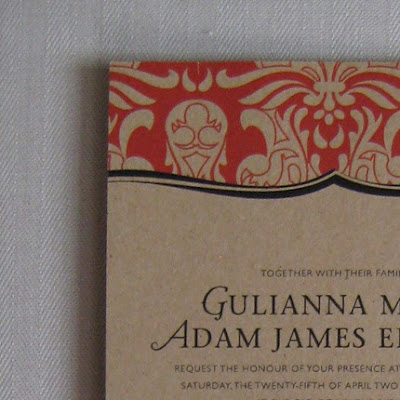 TOGETHER WITH THEIR FAMI
GULIANNA M
ADAM JAMES E
REQUEST THE HONOUR OF YOUR PRESENCE AT
SATURDAY, THE TWENTY-FIFTH OF APRIL TWO